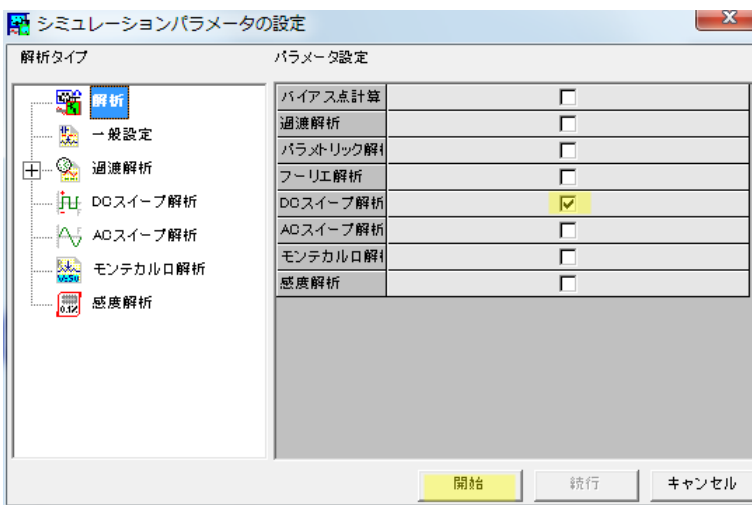 シミュレーションパラメータの設定
解析タイプ
パラメータ設定
解析
一般設定
過渡解析
DCスイープ解析
ACスイープ解析
モンテカルロ解析
感度解析
バイアス点計算
過渡解析
パラメトリック解
フーリエ解析
DCスイープ解析
ACスイープ解析
モンテカルロ解
感度解析
開始
続行
キャンセル